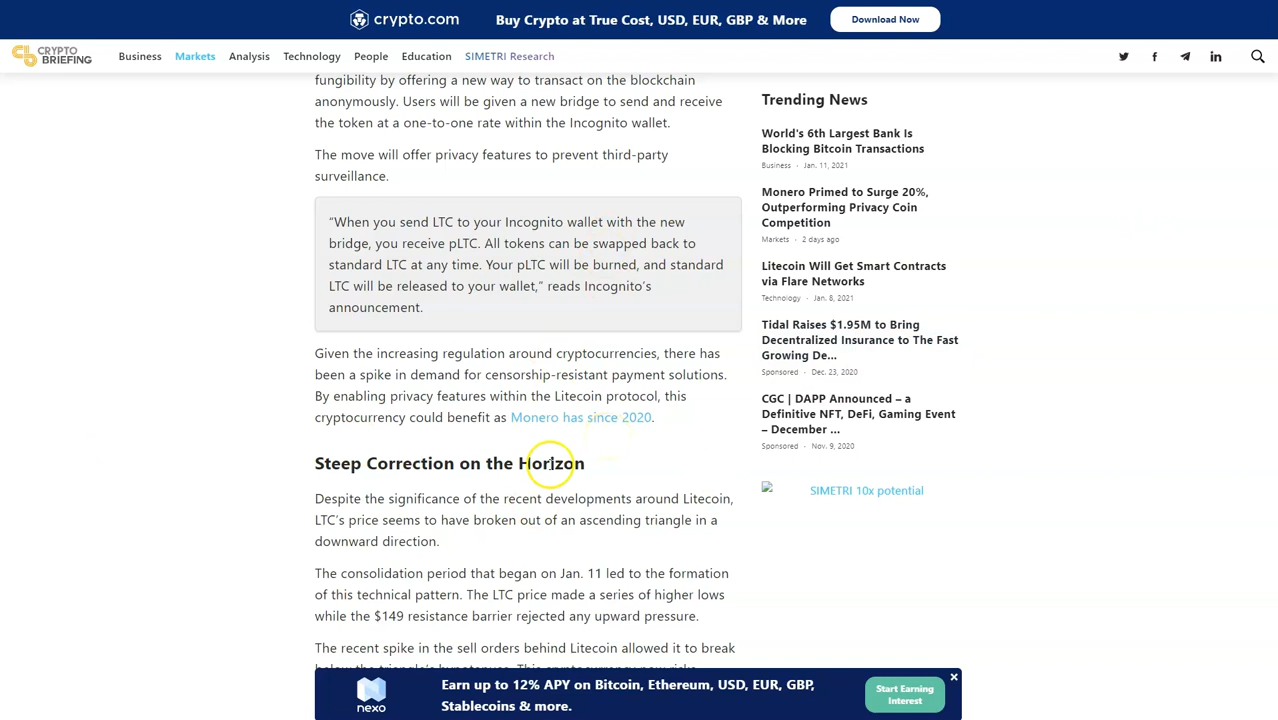 crypto.com
Buy Crypto at True Cost, USD, EUR, GBP & More
Download Now
CRYPTO
BRIEFING
Business Markets Analysis Technology People Education SIMETRI Research
fungibility by offering a new way to transact on the blockchain
anonymously. Users will be given a new bridge to send and receive
the token at a one-to-one rate within the Incognito wallet.
The move will offer privacy features to prevent third-party
surveillance.
“When you send LTC to your Incognito wallet with the new
bridge, you receive pLTC. All tokens can be swapped back to
standard LTC at any time. Your pLTC will be burned, and standard
LTC will be released to your wallet,” reads Incognito’s
announcement.
Given the increasing regulation around cryptocurrencies, there has
been a spike in demand for censorship-resistant payment solutions.
By enabling privacy features within the Litecoin protocol, this
cryptocurrency could benefit as Monero has since 2020.
Steep Correction on the Horizon
Despite the significance of the recent developments around Litecoin,
LTC’s price seems to have broken out of an ascending triangle in a
downward direction.
The consolidation period that began on Jan. 11 led to the formation
of this technical pattern. The LTC price made a series of higher lows
while the $149 resistance barrier rejected any upward pressure.
The recent spike in the sell orders behind Litecoin allowed it to break
below the triangle’s hypotenuse. This cryptocurrency now risks
Trending News
World's 6th Largest Bank Is
Blocking Bitcoin Transactions
Business - Jan. 11, 2021
Monero Primed to Surge 20%,
Outperforming Privacy Coin
Competition
Markets - 2 days ago
Litecoin Will Get Smart Contracts
via Flare Networks
Technology - Jan. 8, 2021
Tidal Raises $1.95M to Bring
Decentralized Insurance to The Fast
Growing De...
Sponsored - Dec. 23, 2020
CGC | DAPP Announced – a
Definitive NFT, DeFi, Gaming Event
– December ...
Sponsored - Nov. 9, 2020
SIMETRI 10x potential
nexo
Earn up to 12% APY on Bitcoin, Ethereum, USD, EUR, GBP,
Stablecoins & more.
Start Earning
Interest